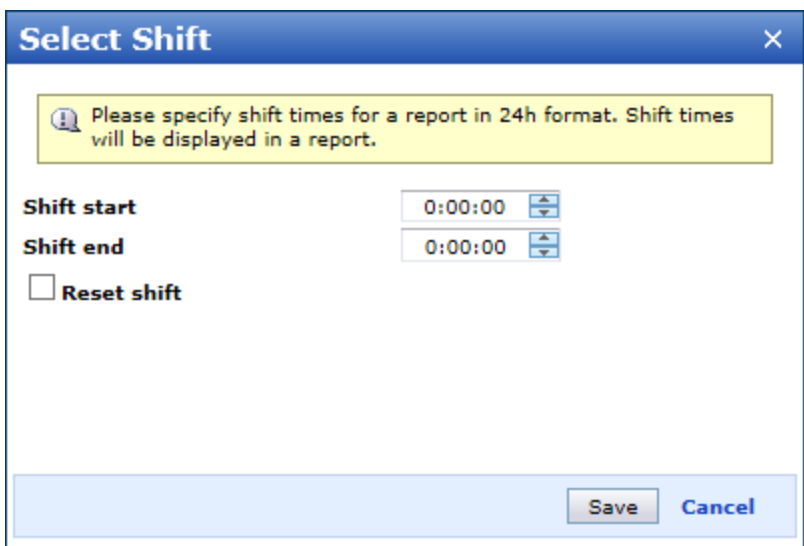 Select Shift
Please specify shift times for a report in 24h format. Shift times
will be displayed in a report.
Shift start 0:00:00
Shift end 0:00:00
Reset shift
Save Cancel